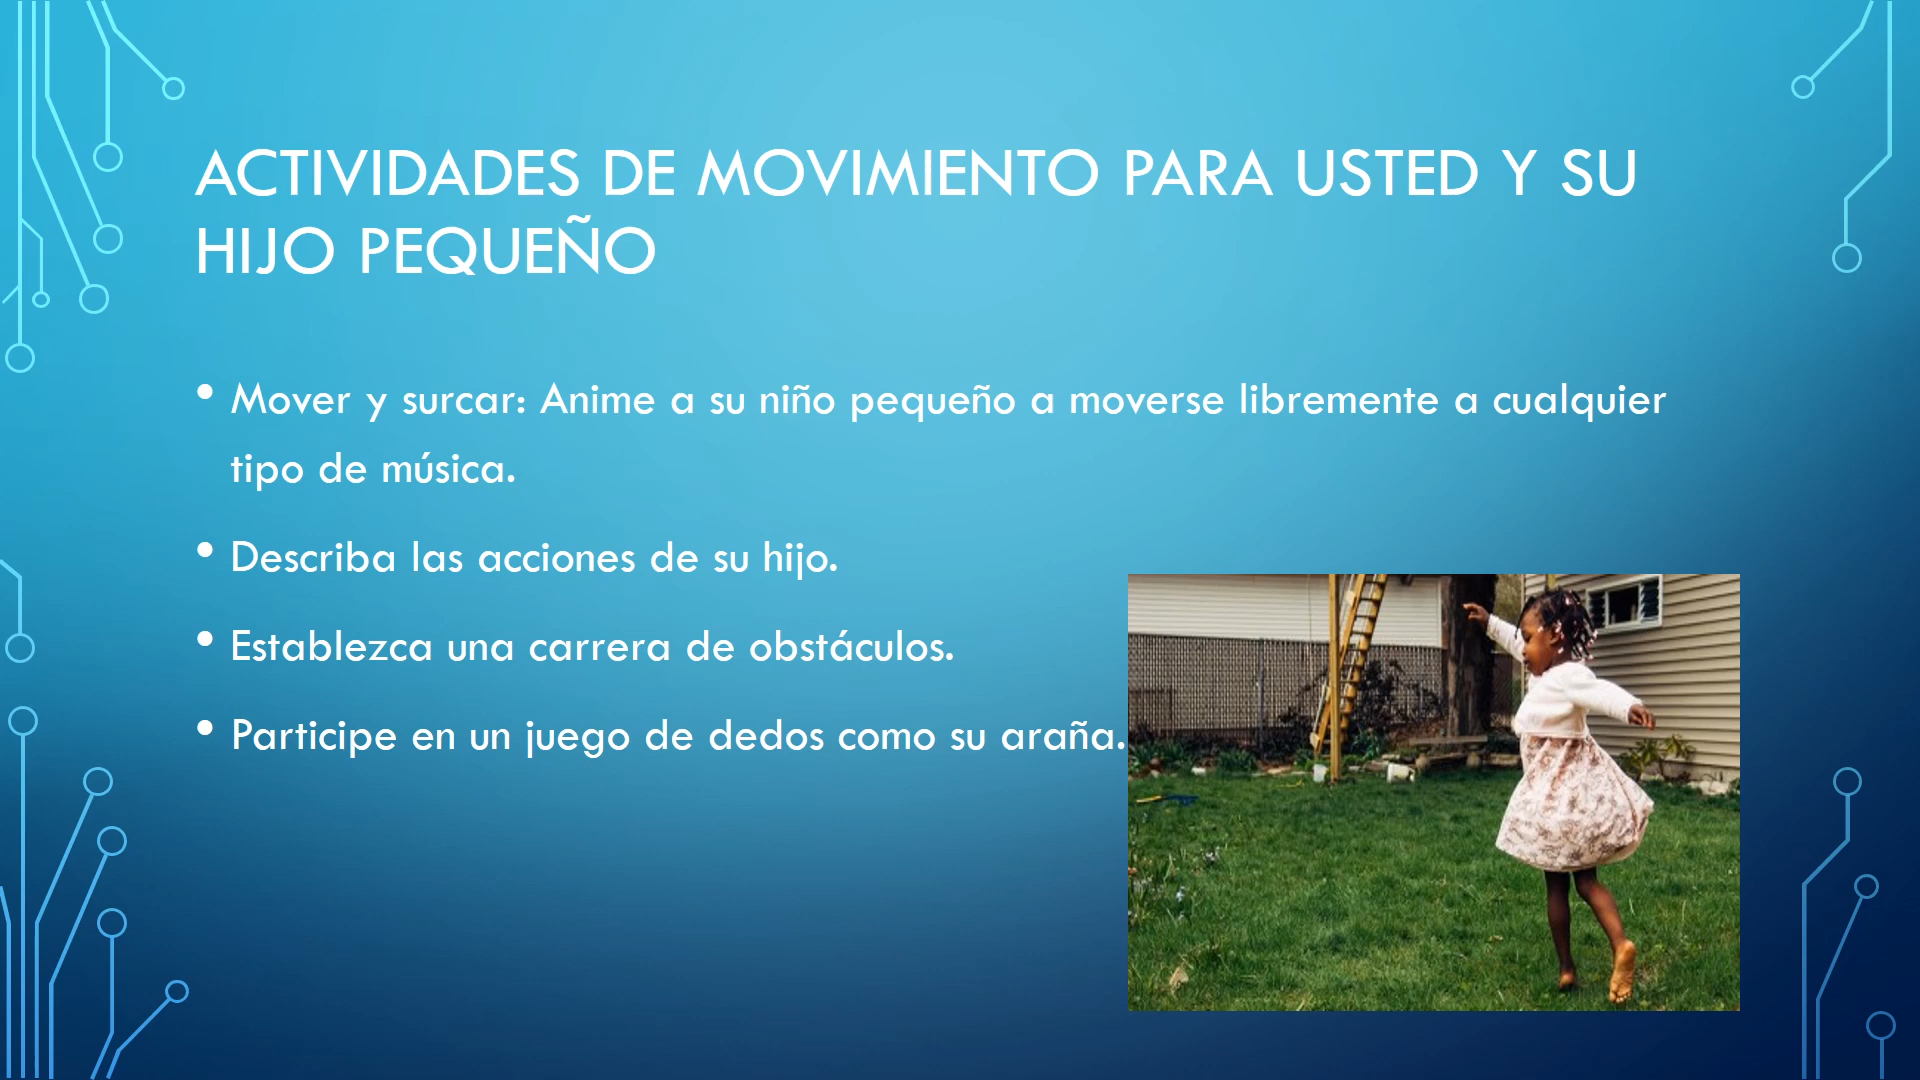 ACTIVIDADES DE MOVIMIENTO PARA USTED Y SU
HIJO PEQUEÑO
• Mover y surcar: Anime a su niño pequeño a moverse libremente a cualquier
tipo de música.
• Describa las acciones de su hijo.
• Establezca una carrera de obstáculos.
• Participe en un juego de dedos como su araña.